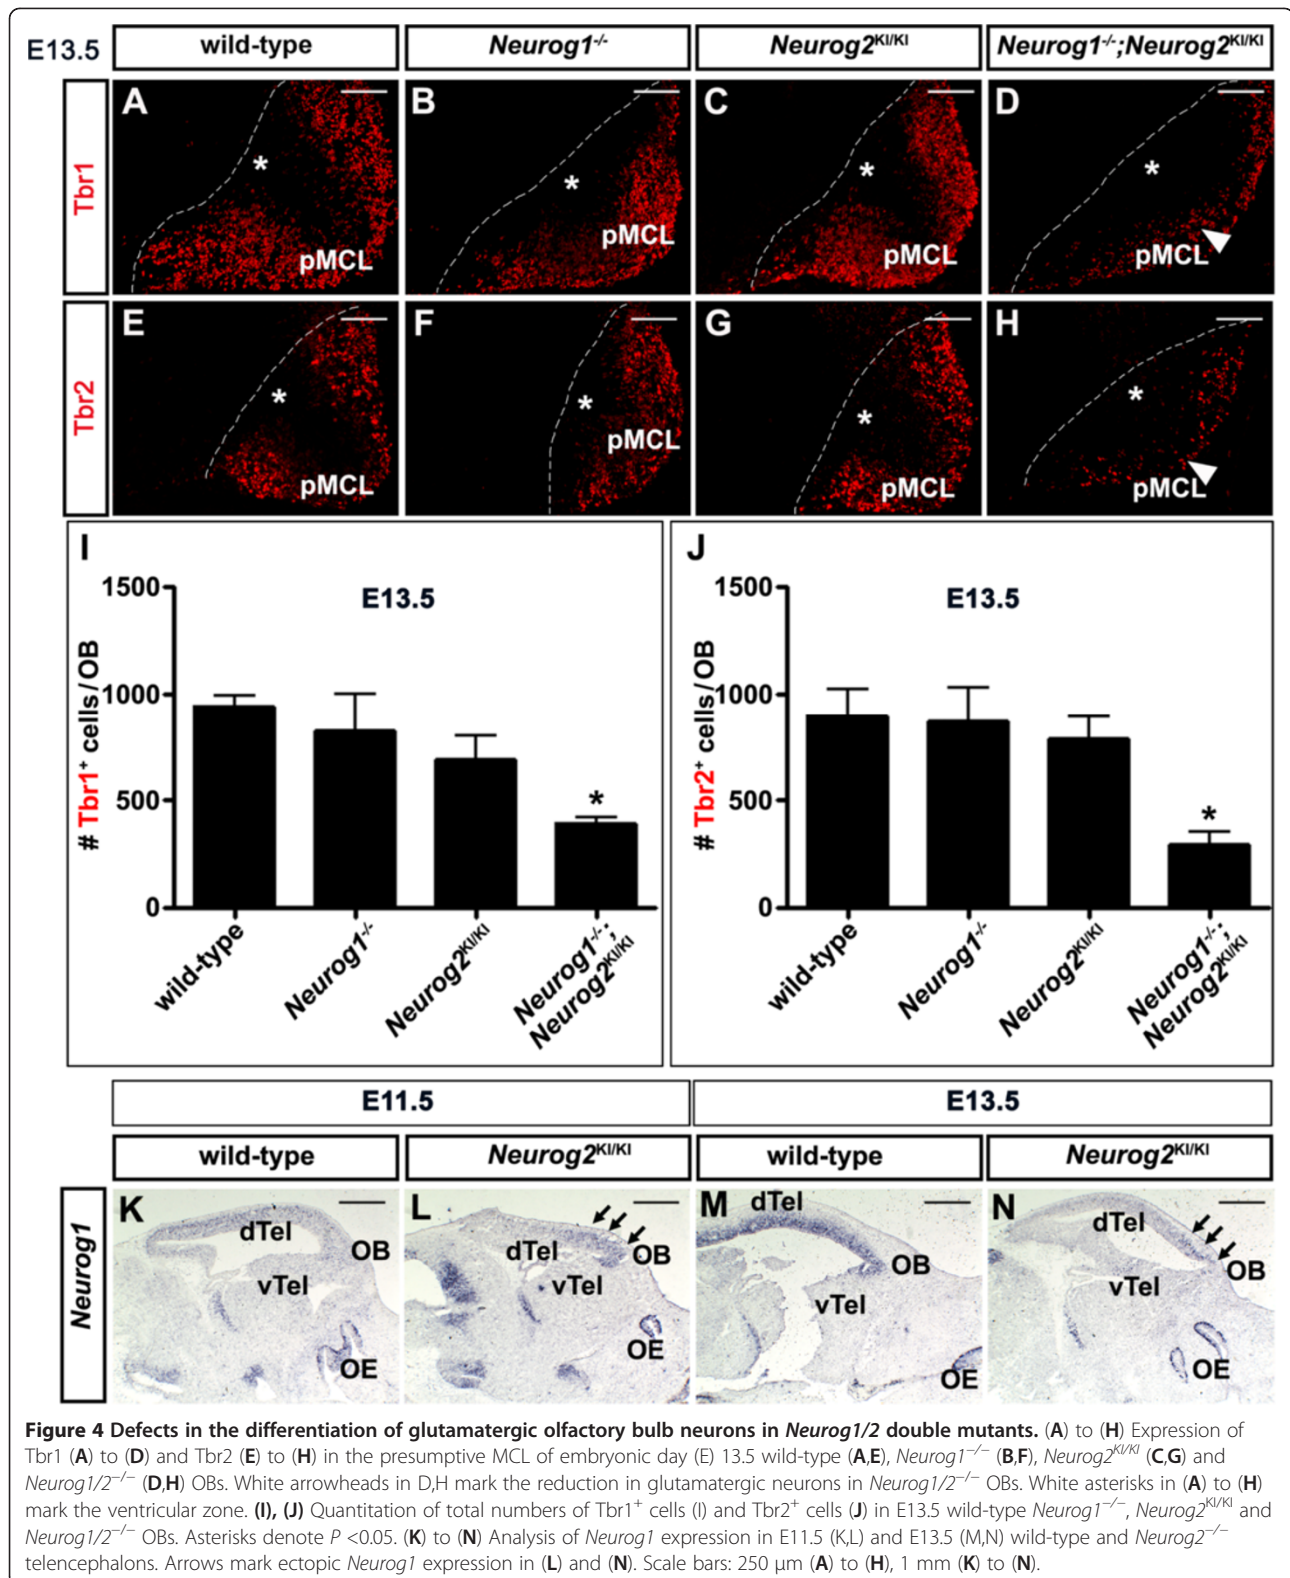 E13.5
wild-type
Neurog1-/-
Neurog2KI/KI
Neurog1-/-;Neurog2KI/KI
Tbr1
A
*
pMCL
B
*
pMCL
C
*
pMCL
D
*
pMCL
Tbr2
E
*
pMCL
F
*
pMCL
G
*
pMCL
H
*
pMCL
I
E13.5
# Tbr1+ cells/OB
1500
1000
500
0
*
wild-type
Neurog1-/-
Neurog2KI/KI
Neurog1-/-;
Neurog2KI/KI
J
E13.5
# Tbr2+ cells/OB
1500
1000
500
0
*
wild-type
Neurog1-/-
Neurog2KI/KI
Neurog1-/-;
Neurog2KI/KI
E11.5
E13.5
wild-type
Neurog2KI/KI
wild-type
Neurog2KI/KI
Neurog1
K
dTel
OB
vTel
OE
L
dTel
OB
vTel
OE
M
dTel
OB
vTel
OE
N
dTel
OB
vTel
OE
Figure 4 Defects in the differentiation of glutamatergic olfactory bulb neurons in Neurog1/2 double mutants. (A) to (H) Expression of
Tbr1 (A) to (D) and Tbr2 (E) to (H) in the presumptive MCL of embryonic day (E) 13.5 wild-type (A,E), Neurog1−/− (B,F), Neurog2KI/KI (C,G) and
Neurog1/2−/− (D,H) OBs. White arrowheads in D,H mark the reduction in glutamatergic neurons in Neurog1/2−/− OBs. White asterisks in (A) to (H)
mark the ventricular zone. (I), (J) Quantitation of total numbers of Tbr1+ cells (I) and Tbr2+ cells (J) in E13.5 wild-type Neurog1−/−, Neurog2KI/KI and
Neurog1/2−/− OBs. Asterisks denote P <0.05. (K) to (N) Analysis of Neurog1 expression in E11.5 (K,L) and E13.5 (M,N) wild-type and Neurog2−/−
telencephalons. Arrows mark ectopic Neurog1 expression in (L) and (N). Scale bars: 250 μm (A) to (H), 1 mm (K) to (N).